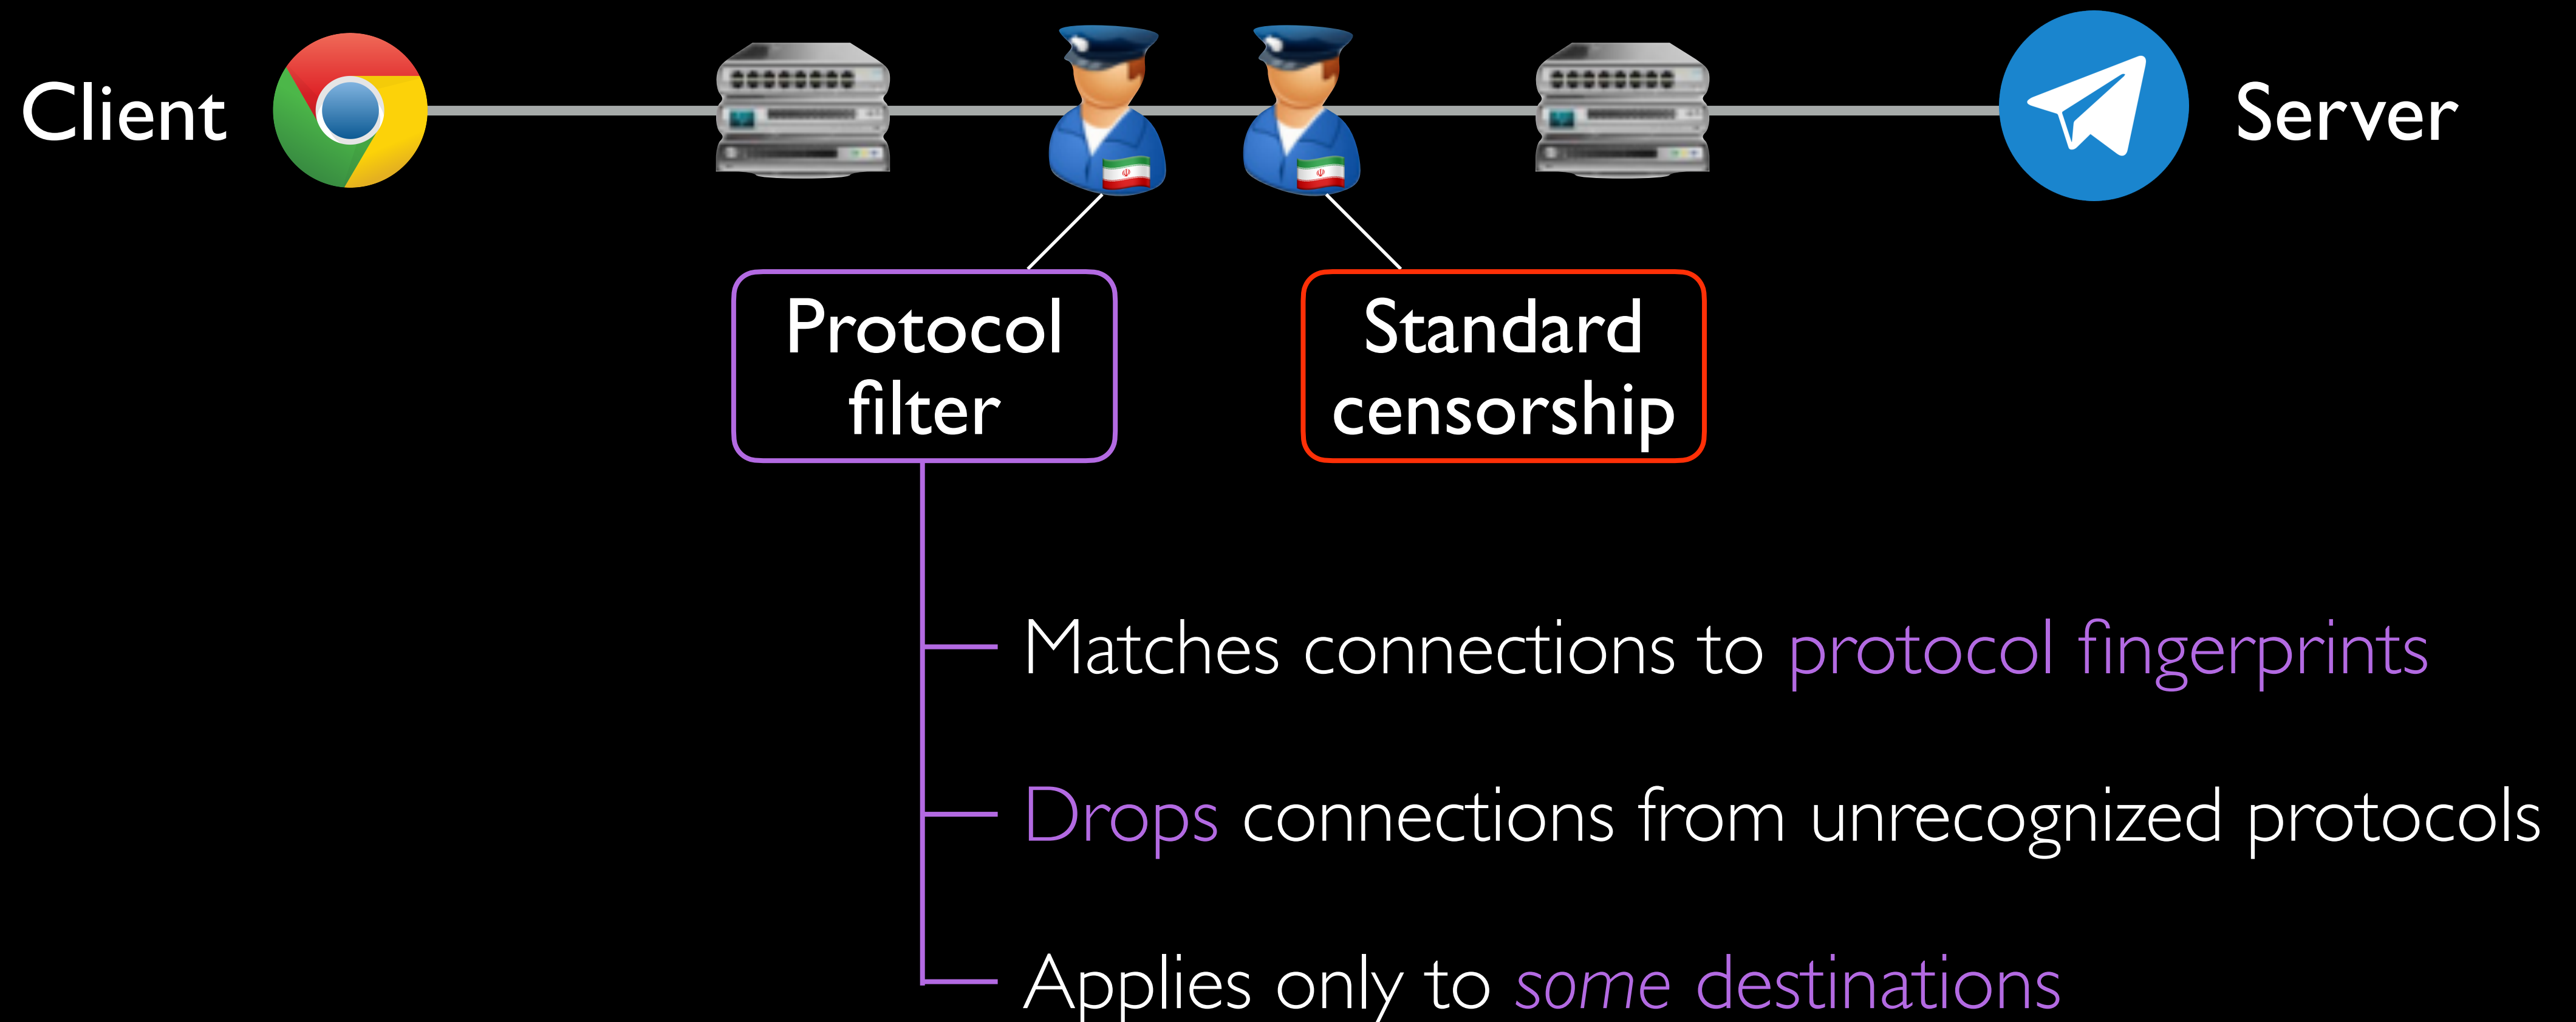 Client
Server
Protocol
filter
Standard
censorship
Matches connections to protocol fingerprints
Drops connections from unrecognized protocols
Applies only to some destinations